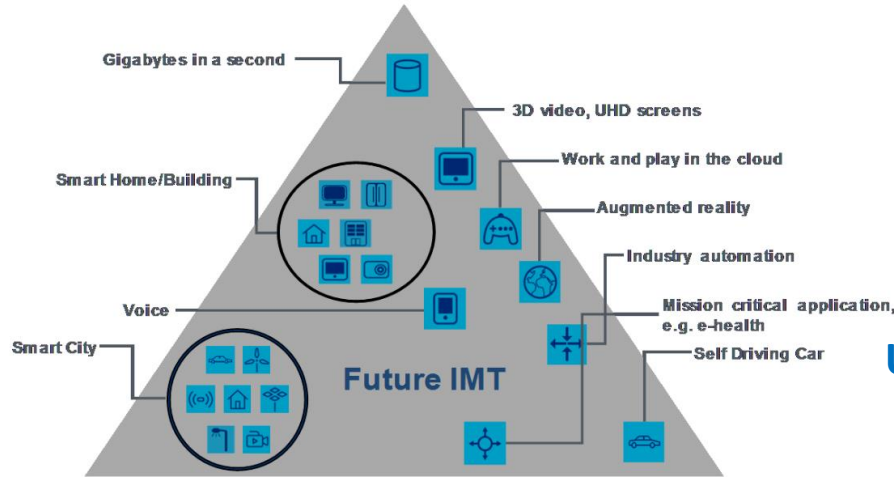 Gigabytes in a second
3D video, UHD screens
Work and play in the cloud
Smart Home/Building
Augmented reality
Industry automation
Voice
Mission critical application,
e.g. e-health
Smart City
Self Driving Car
Future IMT